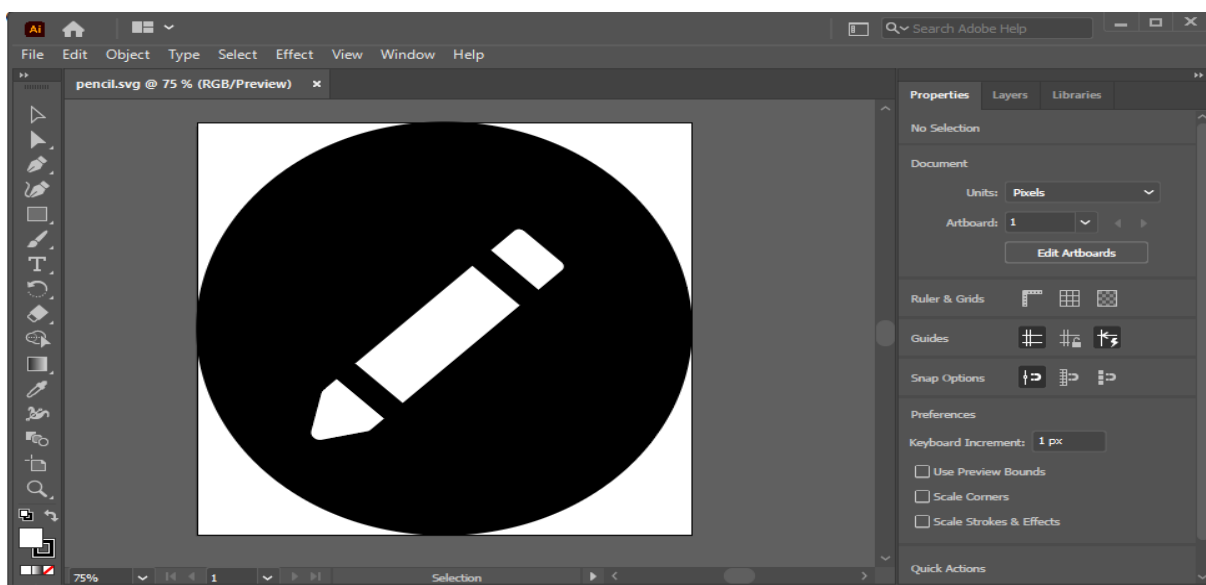 Ai
Search Adobe Help
File Edit Object Type Select Effect View Window Help
pencil.svg @ 75 % (RGB/Preview) ×
Properties Layers Libraries
No Selection
Document
Units: Pixels
Artboard: 1
Edit Artboards
Ruler & Grids
Guides
Snap Options
Preferences
Keyboard Increment: 1 px
Use Preview Bounds
Scale Corners
Scale Strokes & Effects
Quick Actions
75% 1 Selection